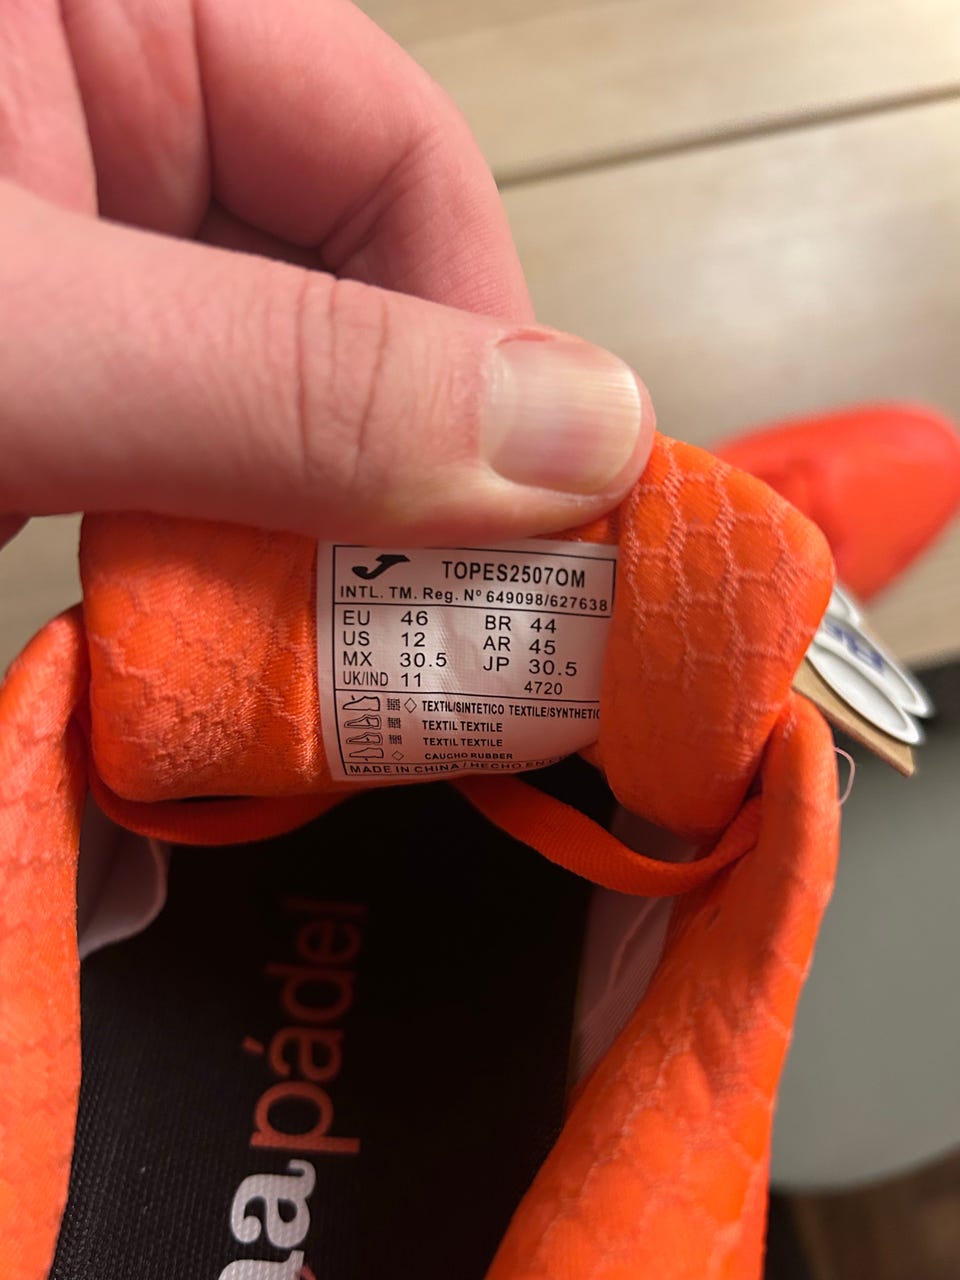 TOPES2507OM
INTL. TM. Reg. Nº 649098/627638
EU 46 BR 44
US 12 AR 45
MX 30.5 JP 30.5
UK/IND 11 4720
TEXTIL/SINTETICO TEXTILE/SYNTHETIC
TEXTIL TEXTILE
TEXTIL TEXTILE
CAUCHO RUBBER
MADE IN CHINA / HECHO EN
pádel